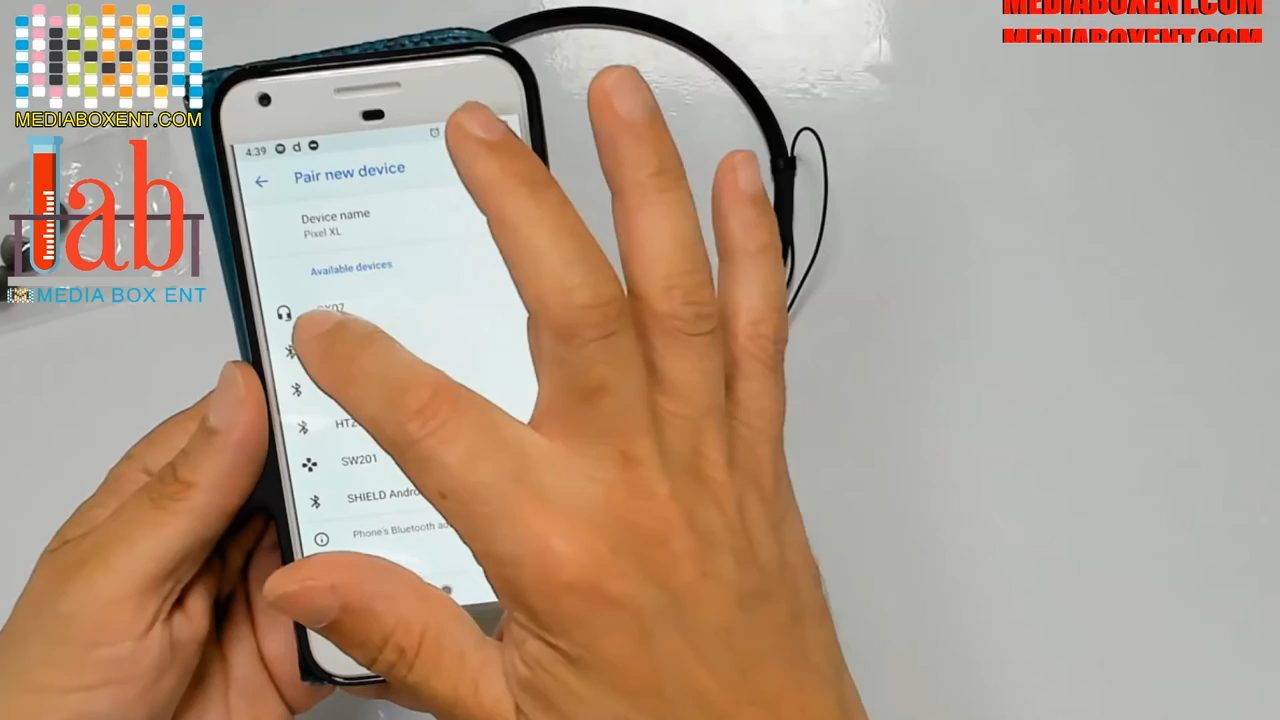 MEDIABOXENT.COM
MEDIABOXENT.COM
MEDIABOXENT.COM
lab
MEDIA BOX ENT
4:39
Pair new device
Device name
Pixel XL
Available devices
SW201
SHIELD
Phone's Bluetooth